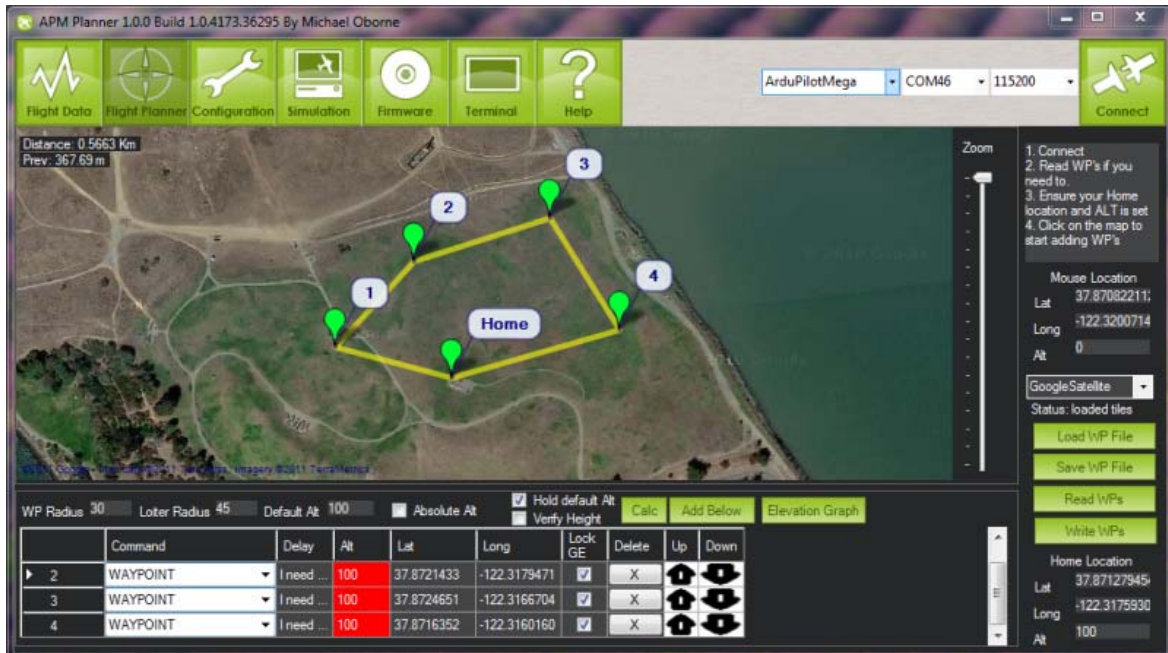 APM Planner 1.0.0 Build 1.0.4173.36295 By Michael Oborne
Flight Data
Flight Planner
Configuration
Simulation
Firmware
Terminal
Help
ArduPilotMega
COM46
115200
Connect
Distance: 0.5663 Km
Prev: 367.69 m
3
2
4
1
Home
Zoom
1. Connect
2. Read WP's if you
need to.
3. Ensure your Home
location and ALT is set
4. Click on the map to
start adding WP's
Mouse Location
Lat 37.87082211
Long -122.3200714
Alt 0
GoogleSatellite
Status: loaded tiles
Load WP File
Save WP File
Read WPs
Write WPs
Home Location
Lat 37.87127945
Long -122.3175930
Alt 100
WP Radius 30 Loiter Radius 45 Default Alt 100 Absolute Alt Hold default Alt
Verify Height
Calc Add Below Elevation Graph
Command Delay Alt Lat Long Lock GE Delete Up Down
2 WAYPOINT I need ... 100 37.8721433 -122.3179471 X
3 WAYPOINT I need ... 100 37.8724651 -122.3166704 X
4 WAYPOINT I need ... 100 37.8716352 -122.3160160 X